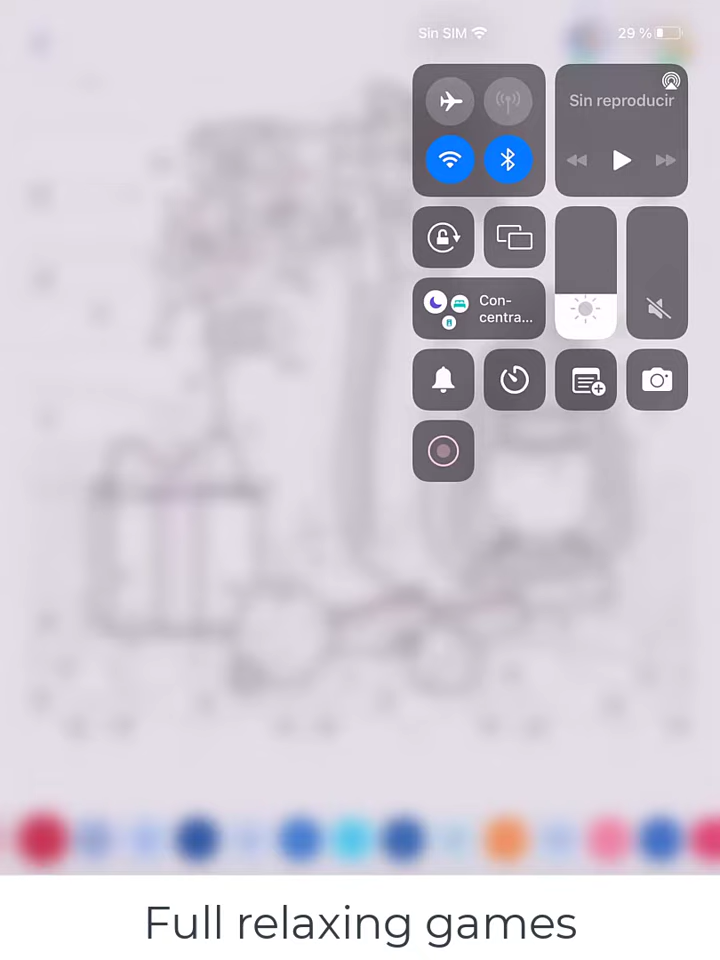 Sin SIM
29 %
Sin reproducir
Con-
centra...
Full relaxing games